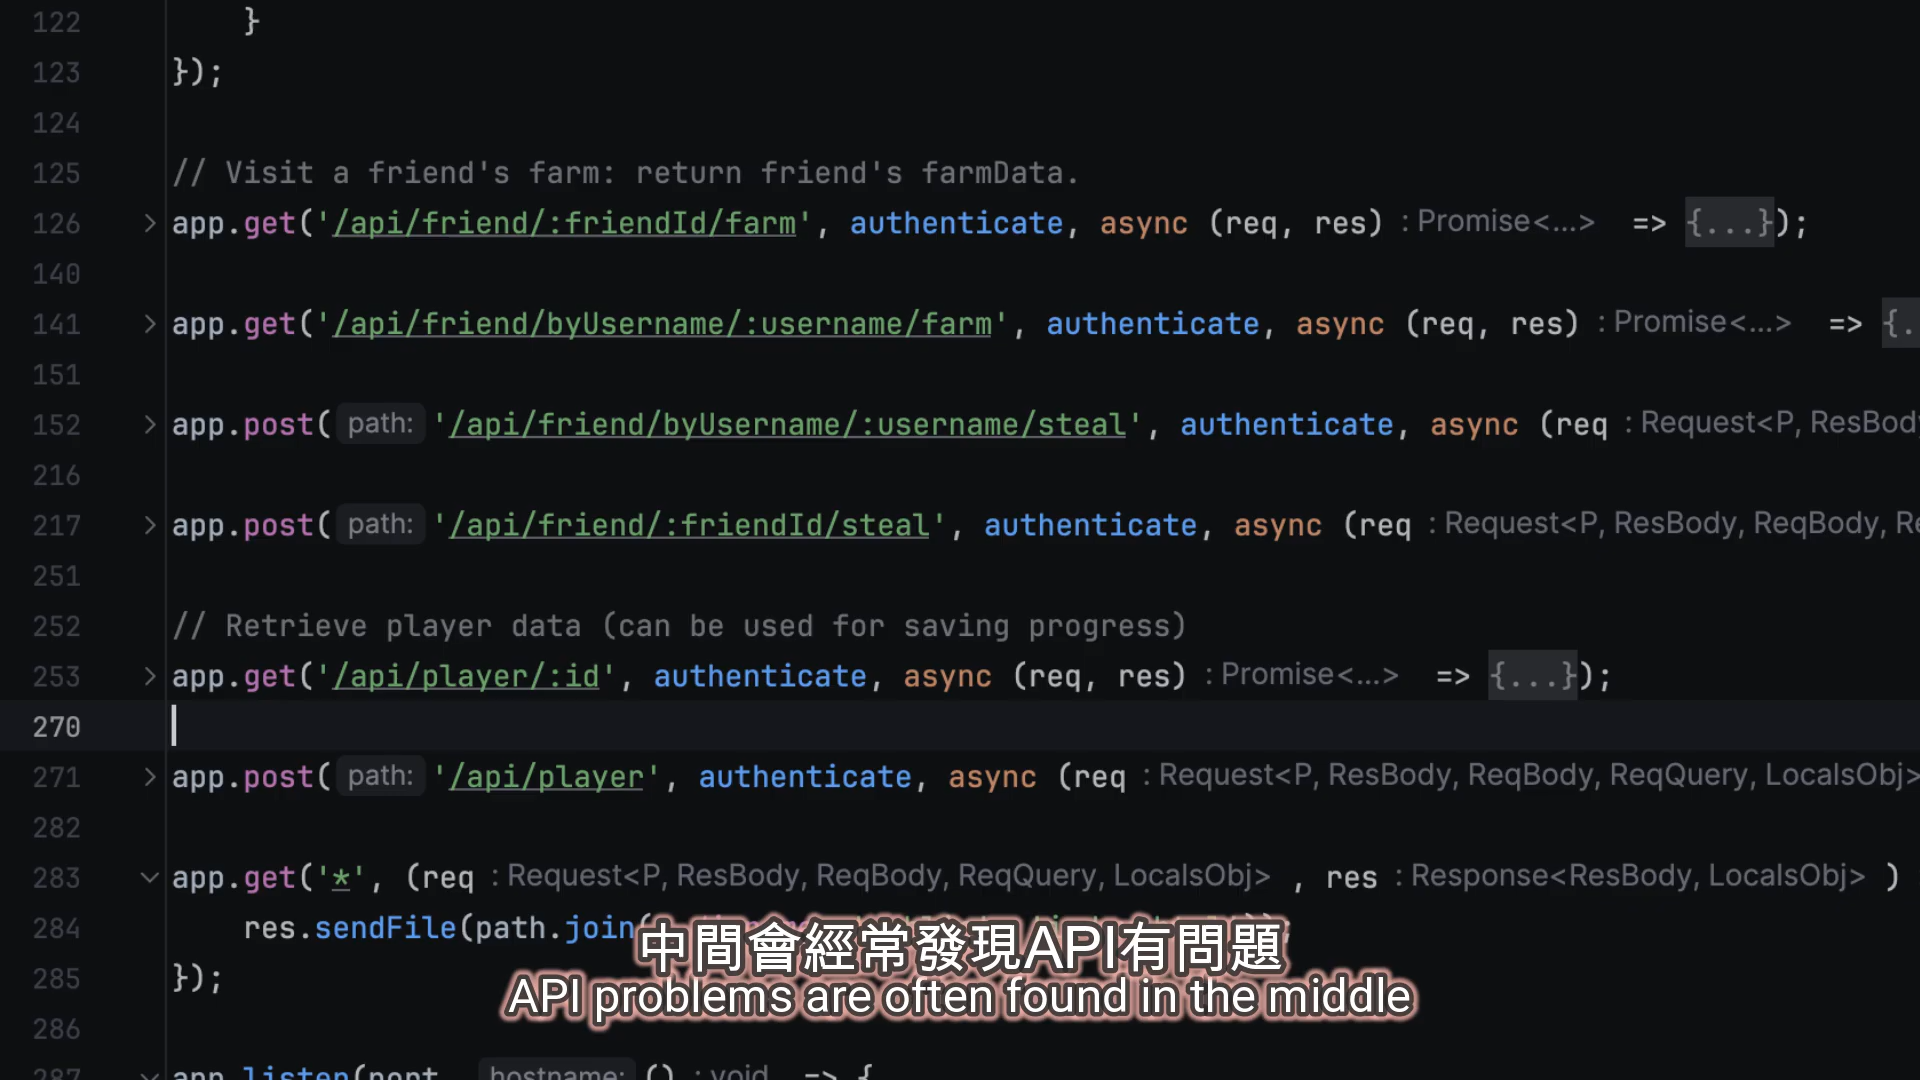 122 }
123 });
124
125 // Visit a friend's farm: return friend's farmData.
126 app.get('/api/friend/:friendId/farm', authenticate, async (req, res) : Promise<...> => {...});
140
141 app.get('/api/friend/byUsername/:username/farm', authenticate, async (req, res) : Promise<...> => {..
151
152 app.post( path: '/api/friend/byUsername/:username/steal', authenticate, async (req : Request<P, ResBody
216
217 app.post( path: '/api/friend/:friendId/steal', authenticate, async (req : Request<P, ResBody, ReqBody, Re
251
252 // Retrieve player data (can be used for saving progress)
253 app.get('/api/player/:id', authenticate, async (req, res) : Promise<...> => {...});
270
271 app.post( path: '/api/player', authenticate, async (req : Request<P, ResBody, ReqBody, ReqQuery, LocalsObj>
282
283 app.get('*', (req : Request<P, ResBody, ReqBody, ReqQuery, LocalsObj> , res : Response<ResBody, LocalsObj> )
284 res.sendFile(path.join(
285 });
286
287 app.listen(port, hostname: () : void => {
中間會經常發現API有問題
API problems are often found in the middle